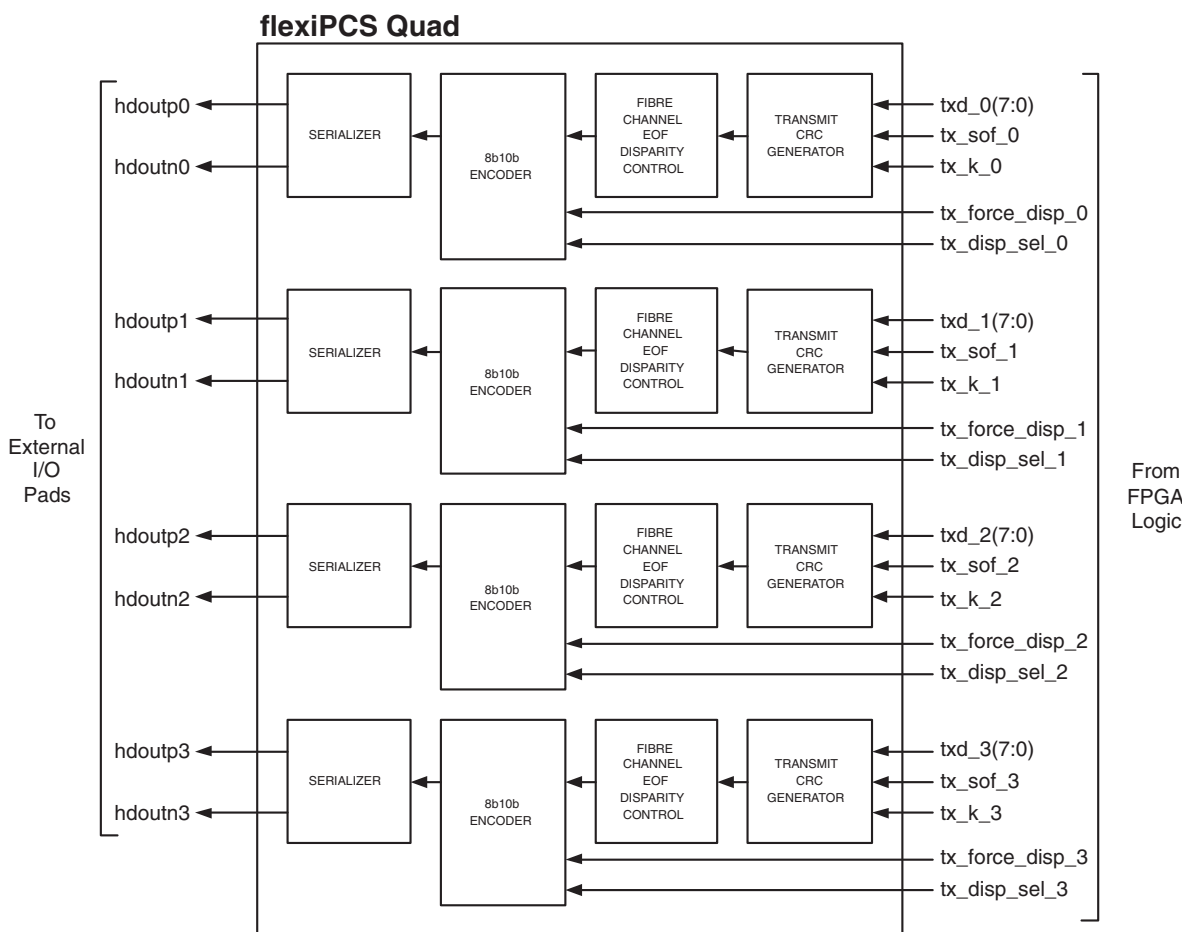 flexiPCS Quad
hdoutp0
hdoutn0
SERIALIZER
8b10b
ENCODER
FIBRE
CHANNEL
EOF
DISPARITY
CONTROL
TRANSMIT
CRC
GENERATOR
txd_0(7:0)
tx_sof_0
tx_k_0
tx_force_disp_0
tx_disp_sel_0
hdoutp1
hdoutn1
SERIALIZER
8b10b
ENCODER
FIBRE
CHANNEL
EOF
DISPARITY
CONTROL
TRANSMIT
CRC
GENERATOR
txd_1(7:0)
tx_sof_1
tx_k_1
tx_force_disp_1
tx_disp_sel_1
To
External
I/O
Pads
From
FPGA
Logic
hdoutp2
hdoutn2
SERIALIZER
8b10b
ENCODER
FIBRE
CHANNEL
EOF
DISPARITY
CONTROL
TRANSMIT
CRC
GENERATOR
txd_2(7:0)
tx_sof_2
tx_k_2
tx_force_disp_2
tx_disp_sel_2
hdoutp3
hdoutn3
SERIALIZER
8b10b
ENCODER
FIBRE
CHANNEL
EOF
DISPARITY
CONTROL
TRANSMIT
CRC
GENERATOR
txd_3(7:0)
tx_sof_3
tx_k_3
tx_force_disp_3
tx_disp_sel_3